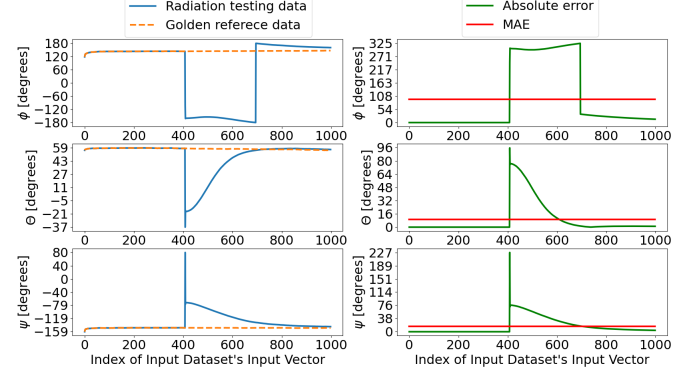 Radiation testing data
Golden referece data
Absolute error
MAE
180
120
60
0
−60
−120
−180
ϕ [degrees]
0 200 400 600 800 1000
325
271
217
163
108
54
0
ϕ [degrees]
0 200 400 600 800 1000
59
43
27
11
−5
−21
−37
Θ [degrees]
0 200 400 600 800 1000
96
80
64
48
32
16
0
Θ [degrees]
0 200 400 600 800 1000
80
40
0
−40
−79
−119
−159
ψ [degrees]
0 200 400 600 800 1000
Index of Input Dataset's Input Vector
227
189
151
114
76
38
0
ψ [degrees]
0 200 400 600 800 1000
Index of Input Dataset's Input Vector